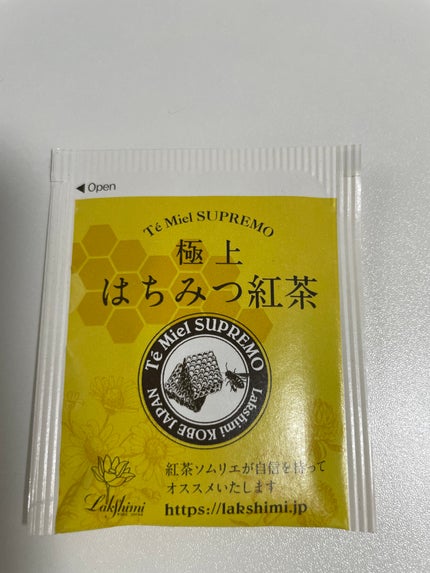 ◀ Open
Té Miel SUPREMO
極上
はちみつ紅茶
Té Miel SUPREMO
Lakshimi KOBE JAPAN
紅茶ソムリエが自信を持って
オススメいたします
Lakshimi
https://lakshimi.jp